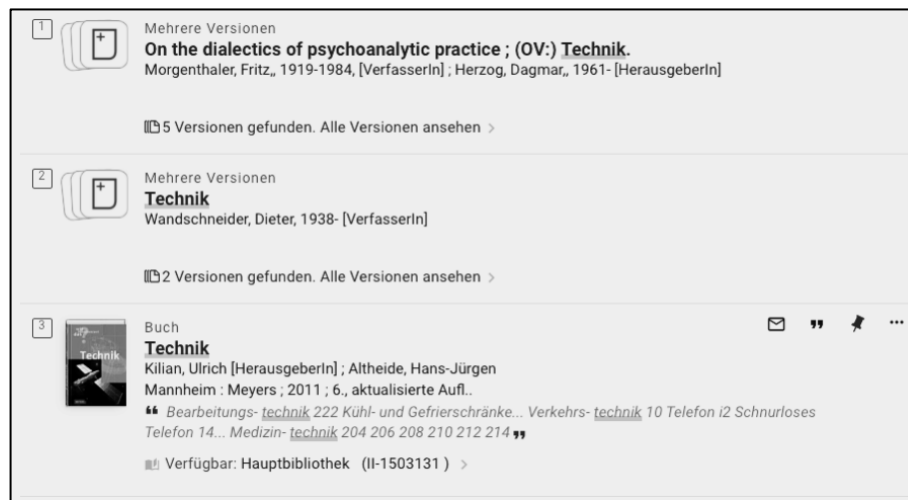 1
Mehrere Versionen
On the dialectics of psychoanalytic practice ; (OV:) Technik.
Morgenthaler, Fritz,, 1919-1984, [VerfasserIn] ; Herzog, Dagmar,, 1961- [HerausgeberIn]
5 Versionen gefunden. Alle Versionen ansehen >
2
Mehrere Versionen
Technik
Wandschneider, Dieter, 1938- [VerfasserIn]
2 Versionen gefunden. Alle Versionen ansehen >
3
Technik
Buch
Technik
Kilian, Ulrich [HerausgeberIn] ; Altheide, Hans-Jürgen
Mannheim : Meyers ; 2011 ; 6., aktualisierte Aufl..
❝ Bearbeitungs- technik 222 Kühl- und Gefrierschränke... Verkehrs- technik 10 Telefon i2 Schnurloses
Telefon 14... Medizin- technik 204 206 208 210 212 214 ❞
Verfügbar: Hauptbibliothek (II-1503131 ) >